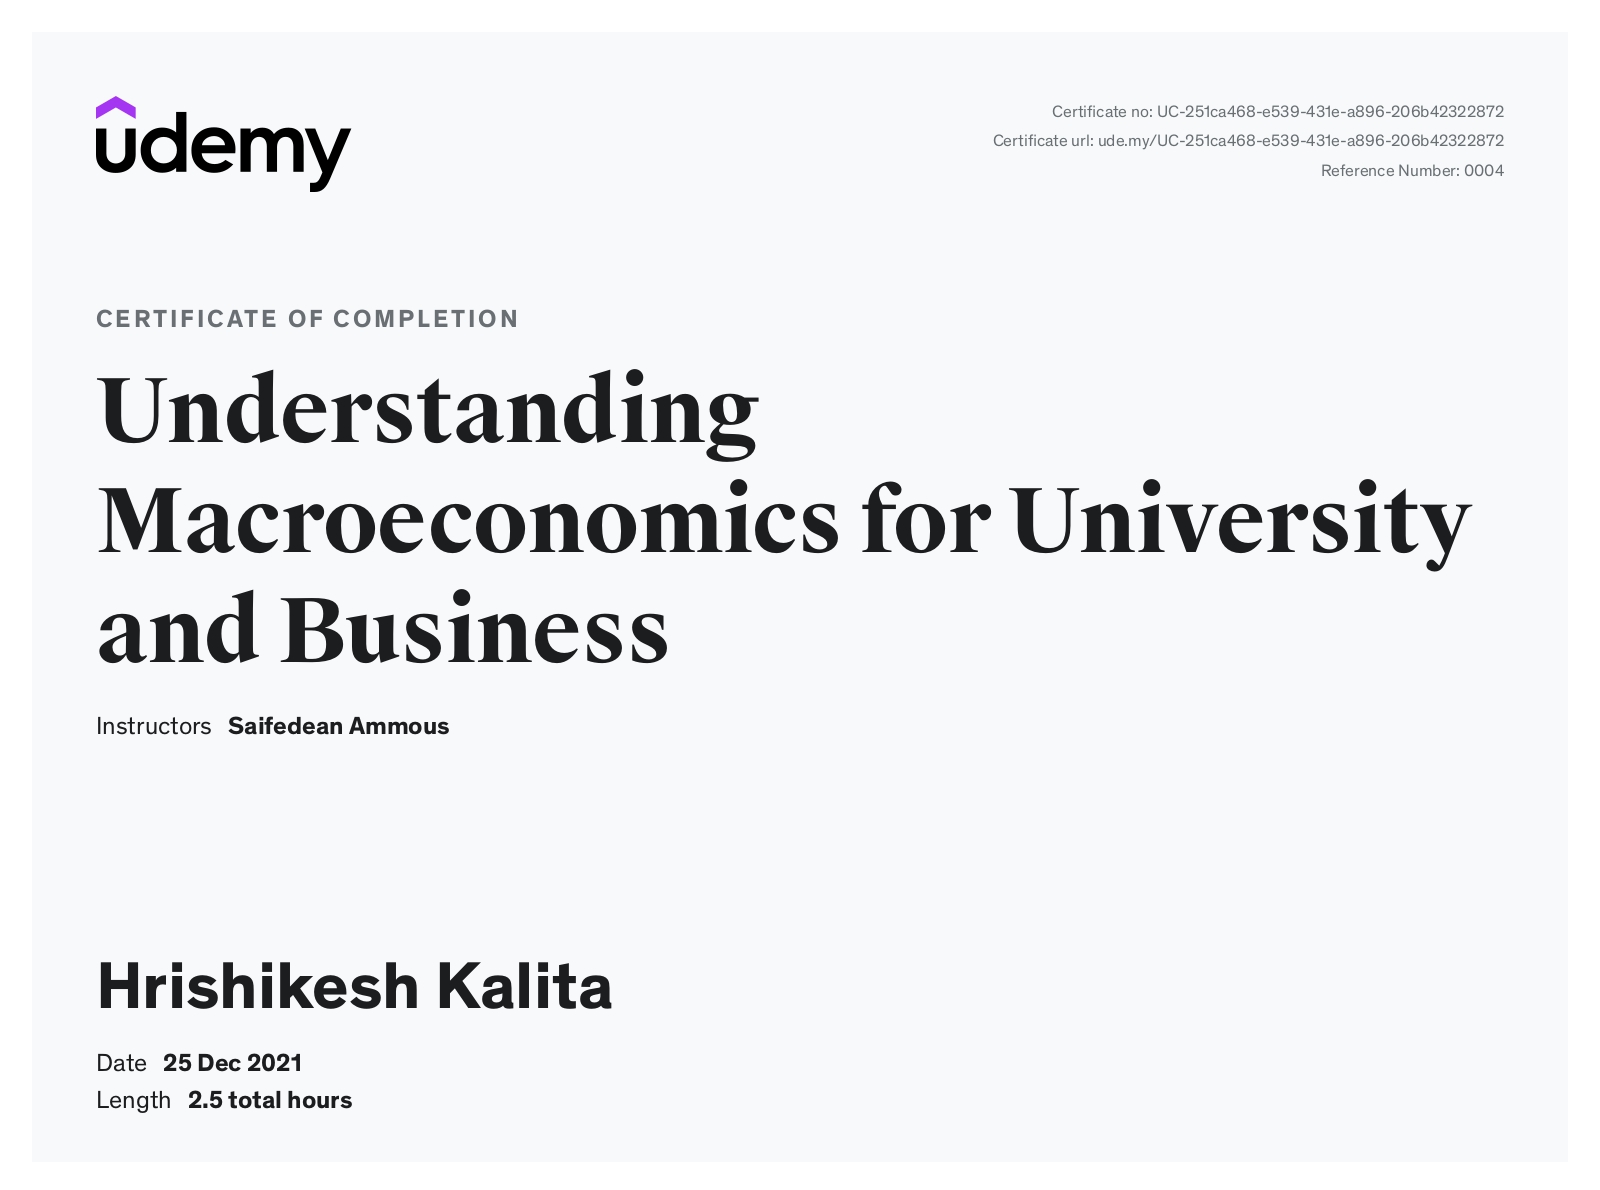 udemy
Certificate no: UC-251ca468-e539-431e-a896-206b42322872
Certificate url: ude.my/UC-251ca468-e539-431e-a896-206b42322872
Reference Number: 0004
CERTIFICATE OF COMPLETION
Understanding
Macroeconomics for University
and Business
Instructors Saifedean Ammous
Hrishikesh Kalita
Date 25 Dec 2021
Length 2.5 total hours